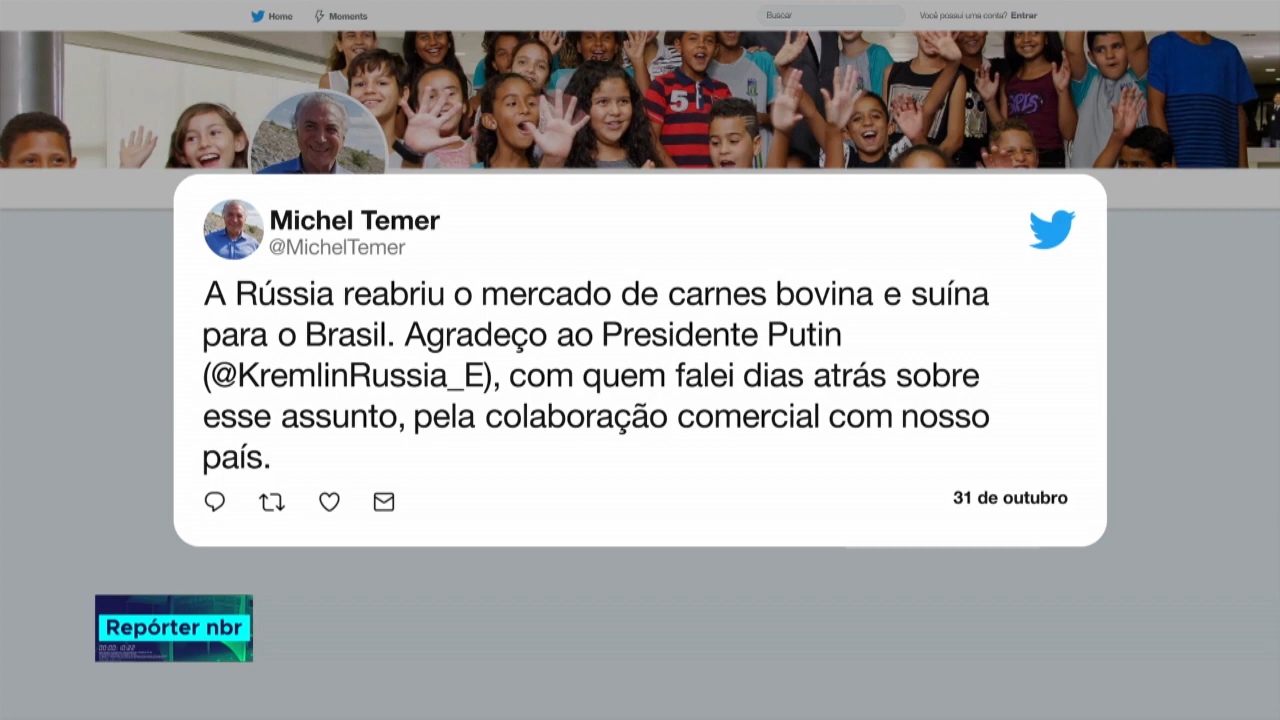 Home Moments Buscar Você possui uma conta? Entrar
5
Michel Temer
@MichelTemer
A Rússia reabriu o mercado de carnes bovina e suína
para o Brasil. Agradeço ao Presidente Putin
(@KremlinRussia_E), com quem falei dias atrás sobre
esse assunto, pela colaboração comercial com nosso
país.
31 de outubro
Repórter nbr